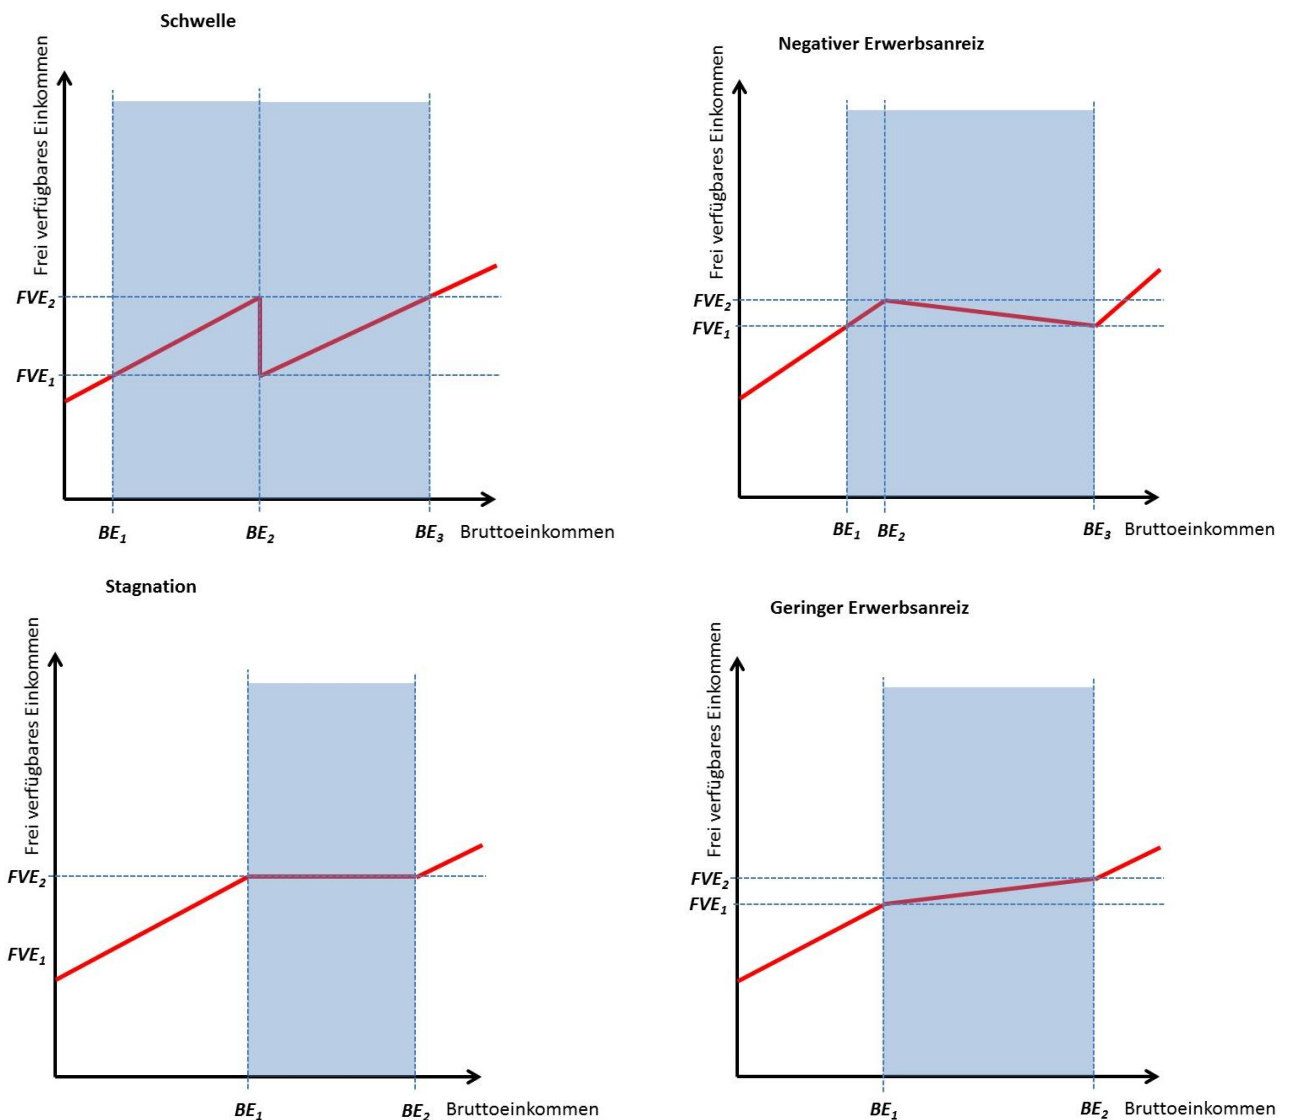 Schwelle
Frei verfügbares Einkommen
FVE₂
FVE₁
BE₁ BE₂ BE₃ Bruttoeinkommen
Negativer Erwerbsanreiz
Frei verfügbares Einkommen
FVE₂
FVE₁
BE₁ BE₂ BE₃ Bruttoeinkommen
Stagnation
Frei verfügbares Einkommen
FVE₂
FVE₁
BE₁ BE₂ Bruttoeinkommen
Geringer Erwerbsanreiz
Frei verfügbares Einkommen
FVE₂
FVE₁
BE₁ BE₂ Bruttoeinkommen